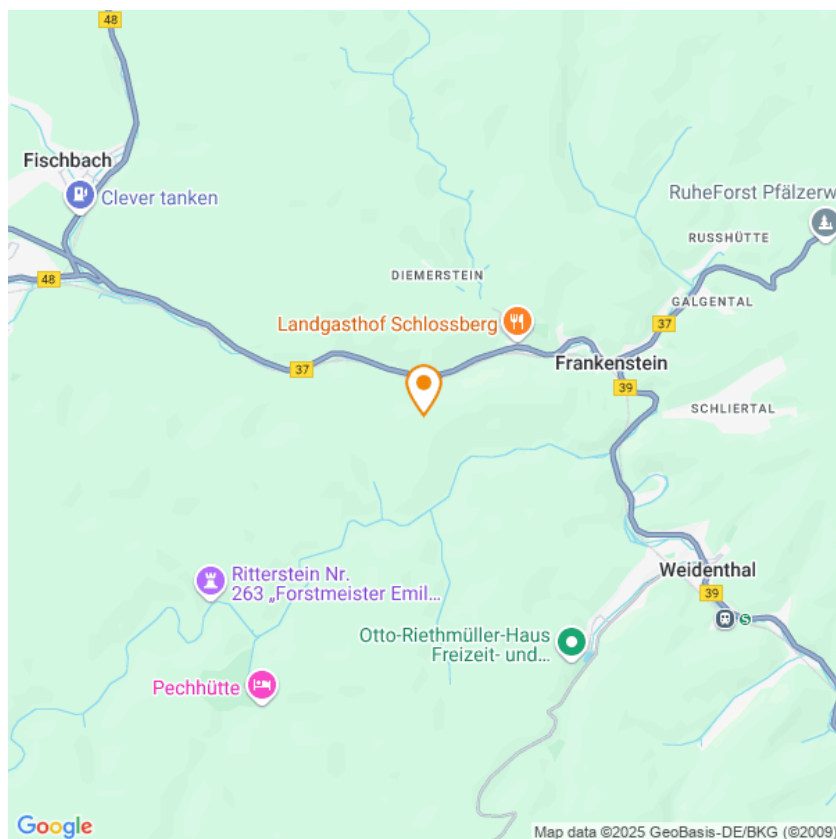 48
Fischbach
Clever tanken
RuheForst Pfälzerw
RUSSHÜTTE
48
DIEMERSTEIN
GALGENTAL
Landgasthof Schlossberg
37
37
Frankenstein
39
SCHLIERTAL
Weidenthal
Ritterstein Nr.
263 „Forstmeister Emil...
39
S
Otto-Riethmüller-Haus
Freizeit- und...
Pechhütte
Google
Map data ©2025 GeoBasis-DE/BKG (©2009)